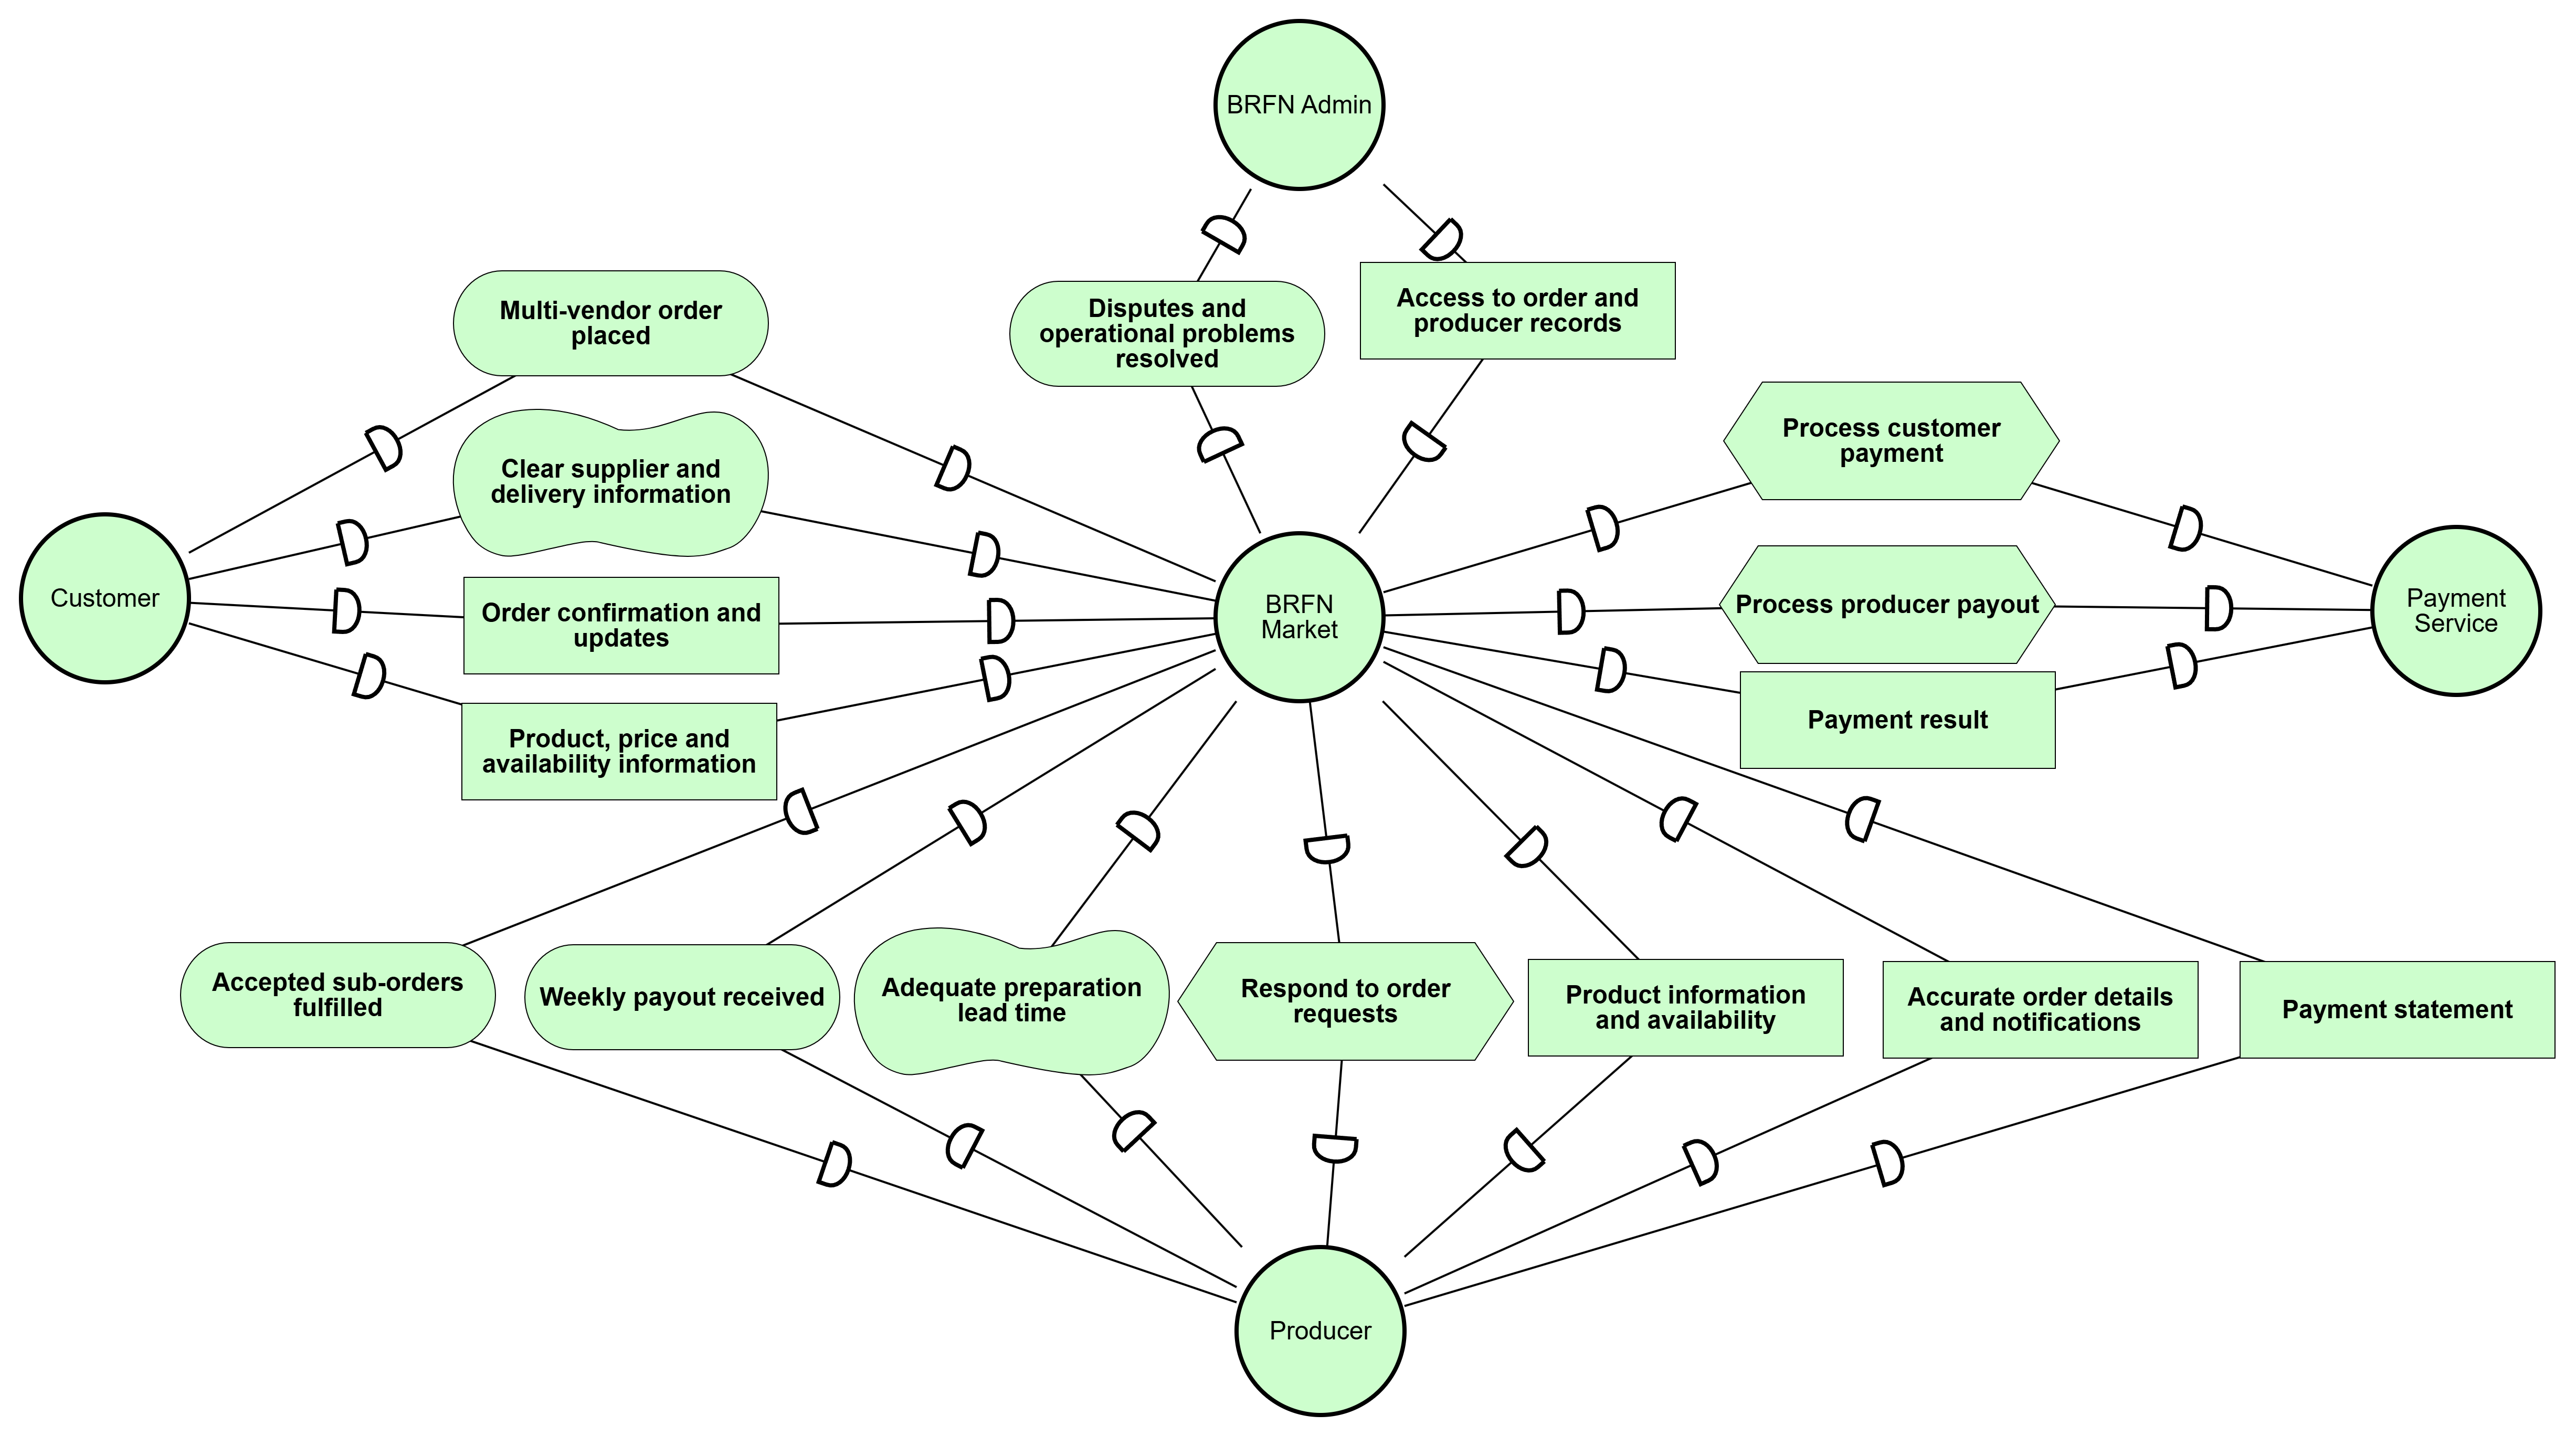 BRFN Admin
Multi-vendor order
placed
Disputes and
operational problems
resolved
Access to order and
producer records
Clear supplier and
delivery information
Process customer
payment
Customer
Order confirmation and
updates
BRFN
Market
Process producer payout
Payment
Service
Product, price and
availability information
Payment result
Accepted sub-orders
fulfilled
Weekly payout received
Adequate preparation
lead time
Respond to order
requests
Product information
and availability
Accurate order details
and notifications
Payment statement
Producer